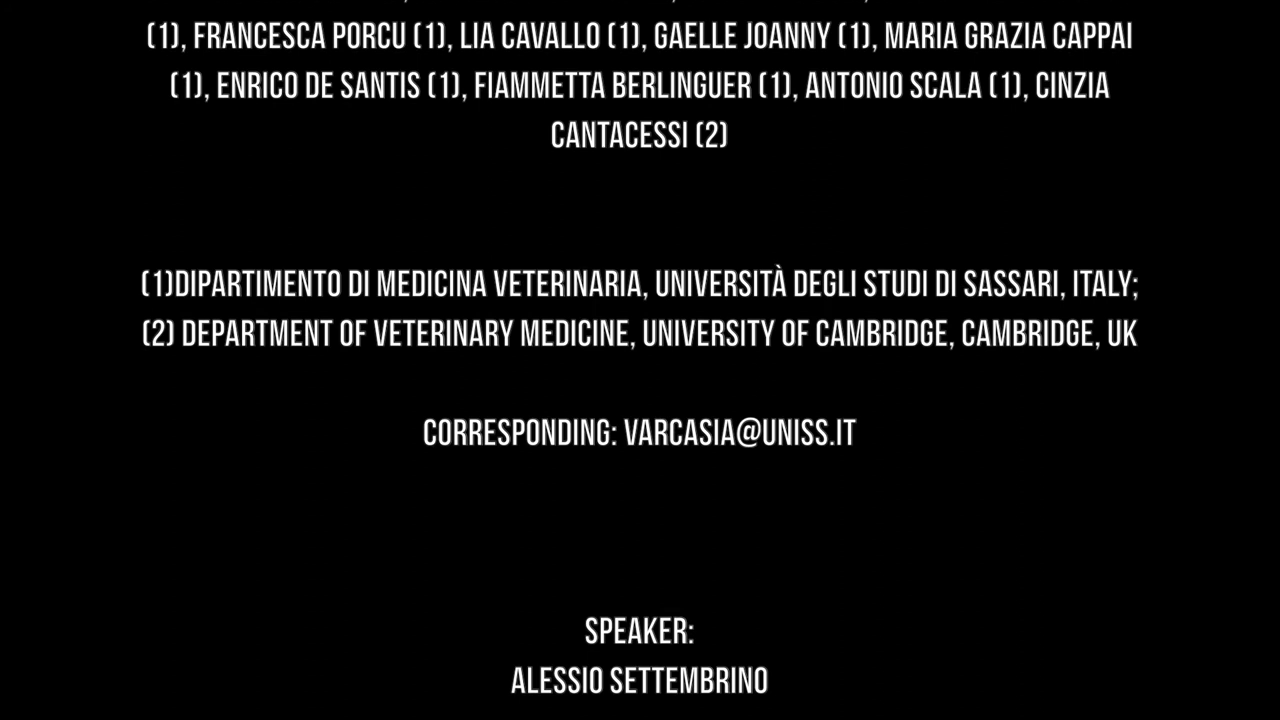 (1), FRANCESCA PORCU (1), LIA CAVALLO (1), GAELLE JOANNY (1), MARIA GRAZIA CAPPAI
(1), ENRICO DE SANTIS (1), FIAMMETTA BERLINGUER (1), ANTONIO SCALA (1), CINZIA
CANTACESSI (2)
(1)DIPARTIMENTO DI MEDICINA VETERINARIA, UNIVERSITÀ DEGLI STUDI DI SASSARI, ITALY;
(2) DEPARTMENT OF VETERINARY MEDICINE, UNIVERSITY OF CAMBRIDGE, CAMBRIDGE, UK
CORRESPONDING: VARCASIA@UNISS.IT
SPEAKER:
ALESSIO SETTEMBRINO